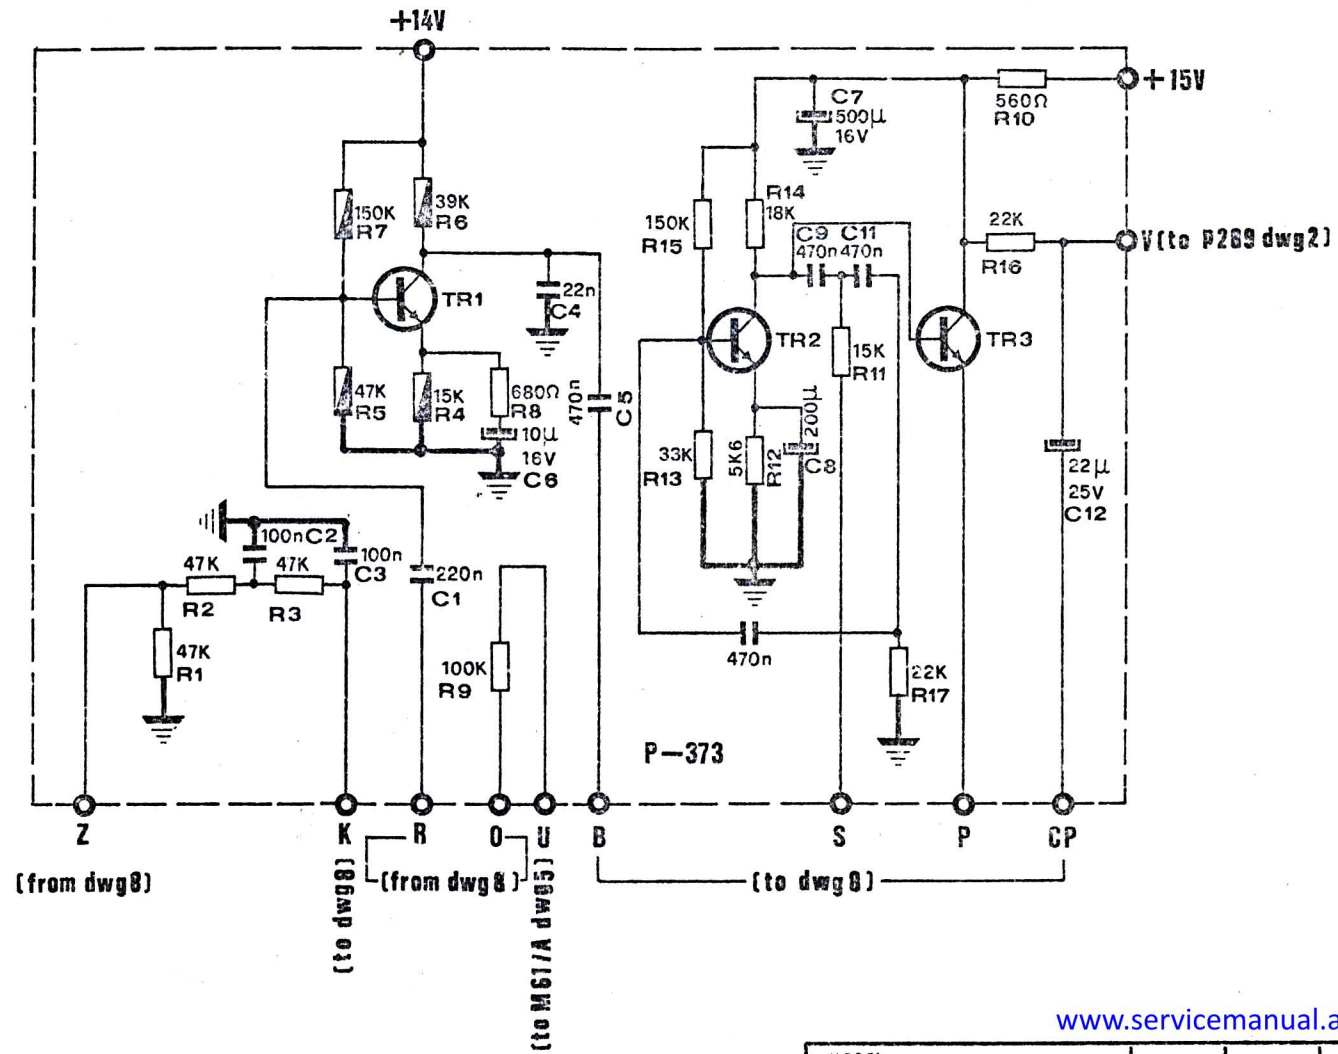 +14V
+15V
C7
500µ
16V
560Ω
R10
150K
R7
39K
R6
150K
R15
R14
18K
C9 C11
470n 470n
22K
R16
V(to P269 dwg2)
TR1
22n
C4
TR2
15K
R11
TR3
47K
R5
15K
R4
680Ω
R8
10µ
16V
C6
470n
C5
33K
R13
5K6
R12
200µ
C8
22µ
25V
C12
100n C2
100n
C3
47K
R2
47K
R3
220n
C1
47K
R1
100K
R9
470n
22K
R17
P-373
Z
K
R
O
U
B
S
P
CP
(from dwg8)
(to dwg8)
(from dwg8)
(to M61/A dwg5)
(to dwg8)